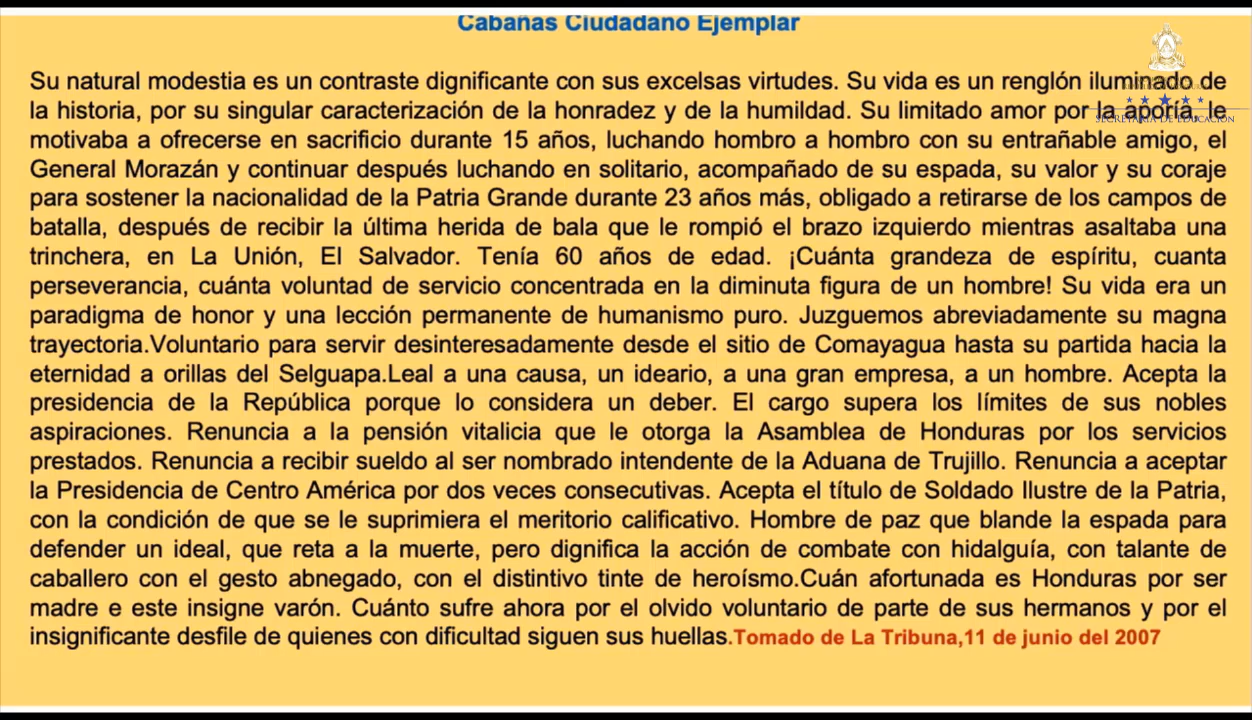 Cabañas Ciudadano Ejemplar
Su natural modestia es un contraste dignificante con sus excelsas virtudes. Su vida es un renglón iluminado de
la historia, por su singular caracterización de la honradez y de la humildad. Su limitado amor por la aporía, le
motivaba a ofrecerse en sacrificio durante 15 años, luchando hombro a hombro con su entrañable amigo, el
General Morazán y continuar después luchando en solitario, acompañado de su espada, su valor y su coraje
para sostener la nacionalidad de la Patria Grande durante 23 años más, obligado a retirarse de los campos de
batalla, después de recibir la última herida de bala que le rompió el brazo izquierdo mientras asaltaba una
trinchera, en La Unión, El Salvador. Tenía 60 años de edad. ¡Cuánta grandeza de espíritu, cuanta
perseverancia, cuánta voluntad de servicio concentrada en la diminuta figura de un hombre! Su vida era un
paradigma de honor y una lección permanente de humanismo puro. Juzguemos abreviadamente su magna
trayectoria.Voluntario para servir desinteresadamente desde el sitio de Comayagua hasta su partida hacia la
eternidad a orillas del Selguapa.Leal a una causa, un ideario, a una gran empresa, a un hombre. Acepta la
presidencia de la República porque lo considera un deber. El cargo supera los límites de sus nobles
aspiraciones. Renuncia a la pensión vitalicia que le otorga la Asamblea de Honduras por los servicios
prestados. Renuncia a recibir sueldo al ser nombrado intendente de la Aduana de Trujillo. Renuncia a aceptar
la Presidencia de Centro América por dos veces consecutivas. Acepta el título de Soldado Ilustre de la Patria,
con la condición de que se le suprimiera el meritorio calificativo. Hombre de paz que blande la espada para
defender un ideal, que reta a la muerte, pero dignifica la acción de combate con hidalguía, con talante de
caballero con el gesto abnegado, con el distintivo tinte de heroísmo.Cuán afortunada es Honduras por ser
madre e este insigne varón. Cuánto sufre ahora por el olvido voluntario de parte de sus hermanos y por el
insignificante desfile de quienes con dificultad siguen sus huellas.Tomado de La Tribuna,11 de junio del 2007
SECRETARÍA DE EDUCACIÓN